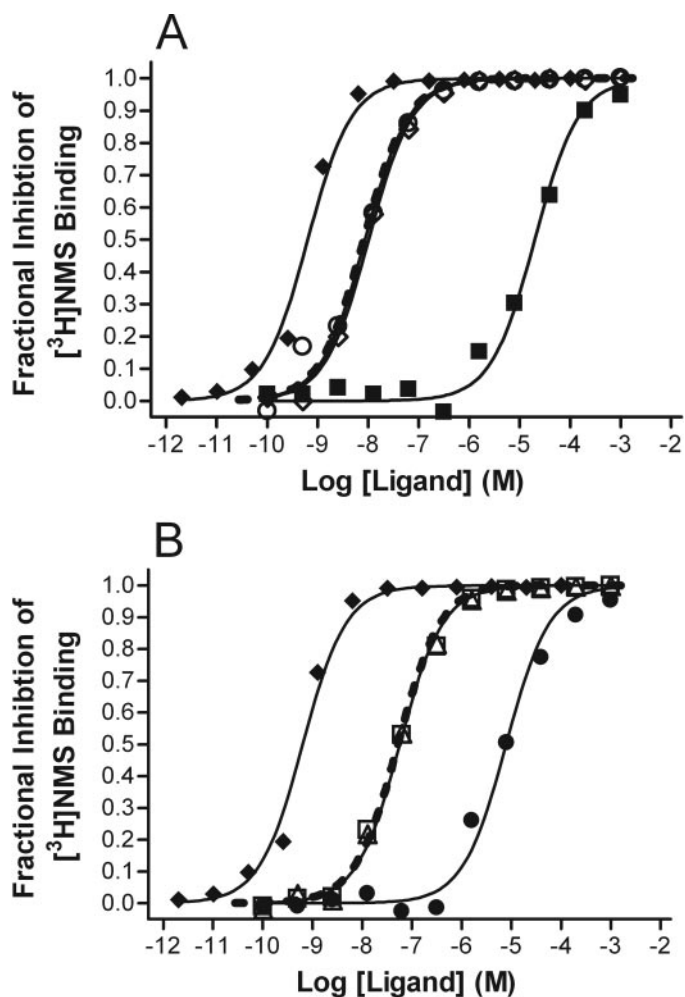 A
Fractional Inhibtion of
[³H]NMS Binding
1.0
0.9
0.8
0.7
0.6
0.5
0.4
0.3
0.2
0.1
0.0
-12 -11 -10 -9 -8 -7 -6 -5 -4 -3 -2
Log [Ligand] (M)
B
Fractional Inhibtion of
[³H]NMS Binding
1.0
0.9
0.8
0.7
0.6
0.5
0.4
0.3
0.2
0.1
0.0
-12 -11 -10 -9 -8 -7 -6 -5 -4 -3 -2
Log [Ligand] (M)